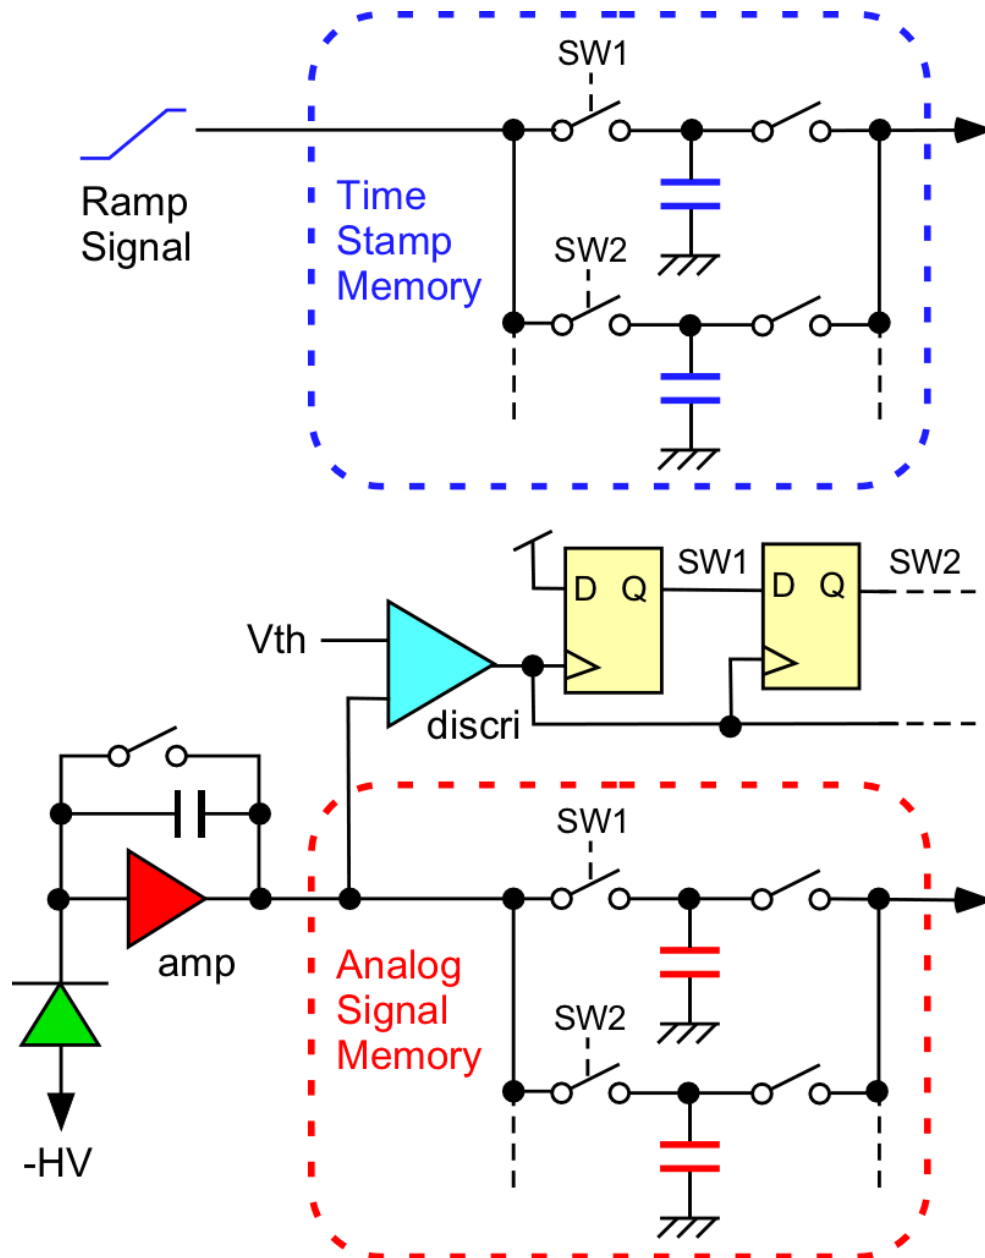 SW1
Ramp
Signal
Time
Stamp
Memory
SW2
D Q
SW1
D Q
SW2
Vth
discri
amp
SW1
Analog
Signal
Memory
SW2
-HV